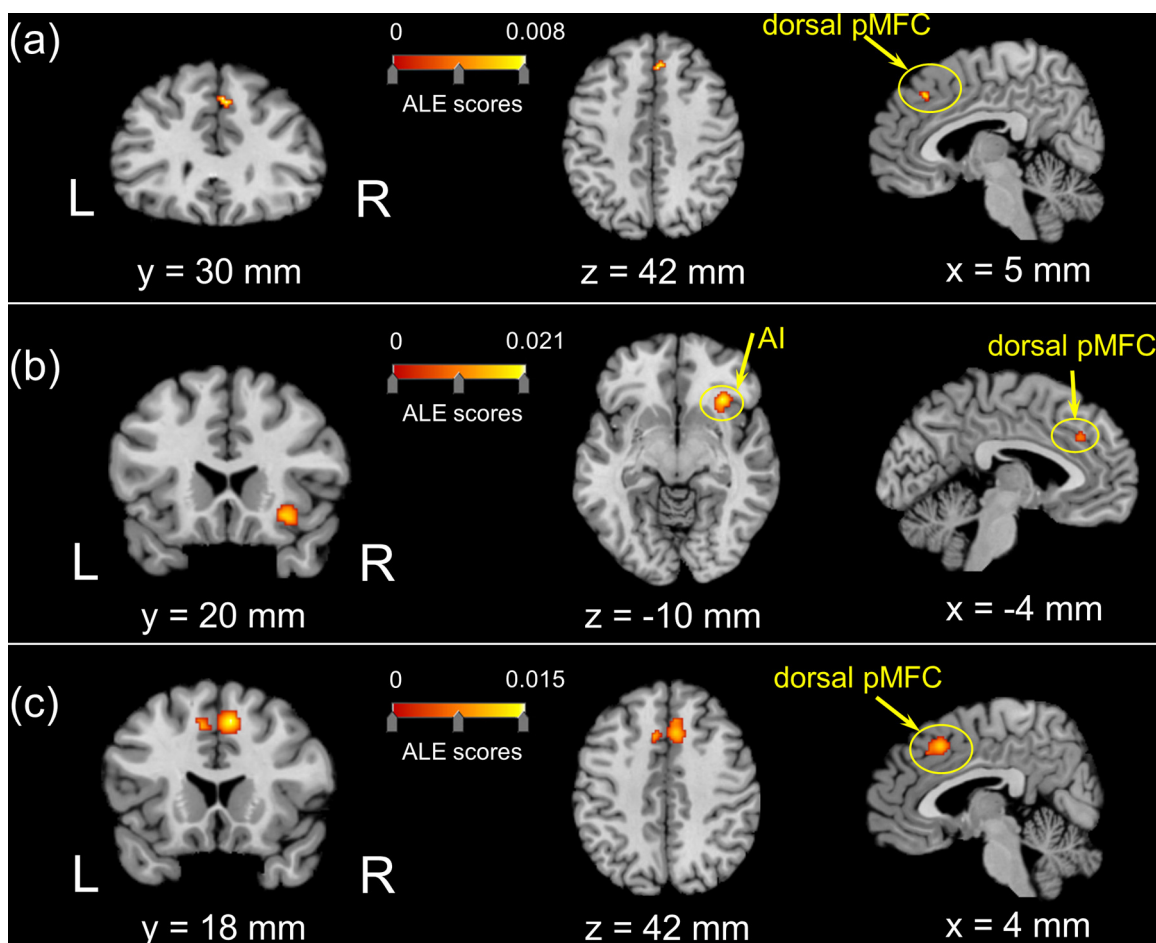 (a)
0 0.008
ALE scores
dorsal pMFC
L R
y = 30 mm z = 42 mm x = 5 mm
(b)
0 0.021
ALE scores
AI
dorsal pMFC
L R
y = 20 mm z = -10 mm x = -4 mm
(c)
0 0.015
ALE scores
dorsal pMFC
L R
y = 18 mm z = 42 mm x = 4 mm